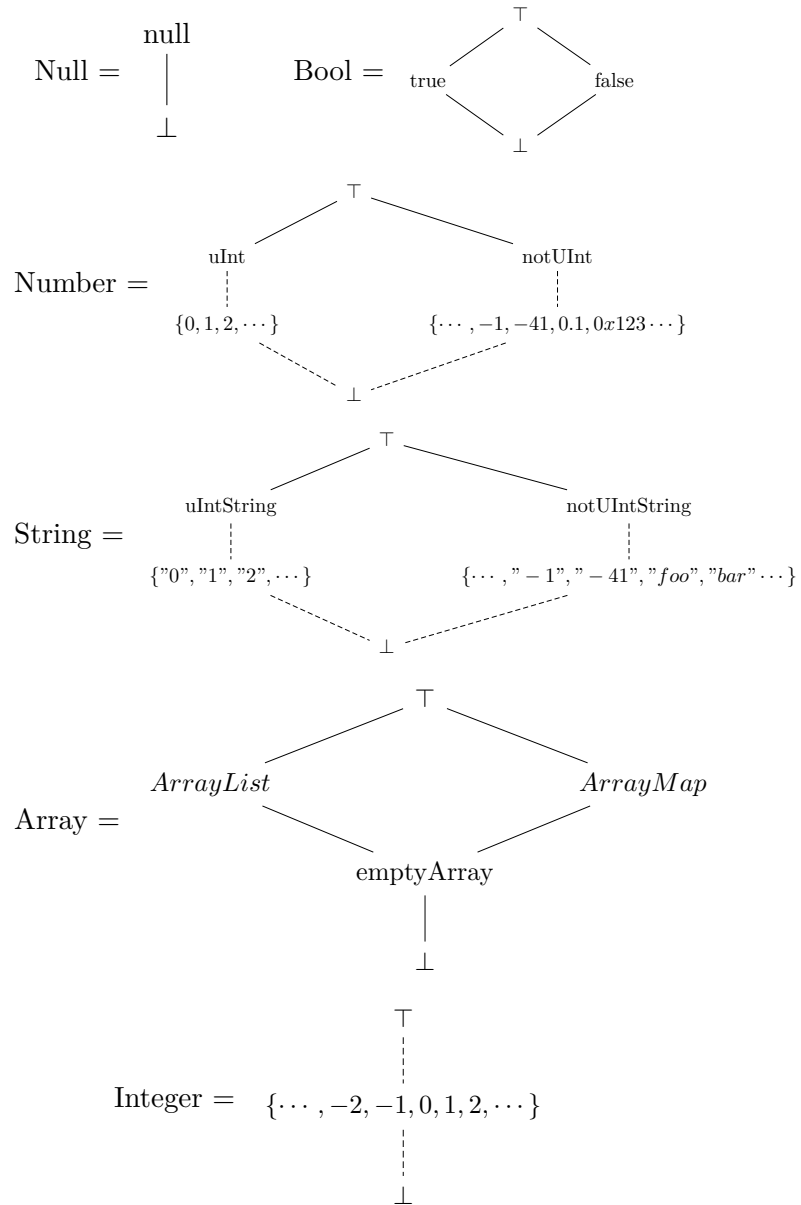 null
Null =
⊥
⊤
Bool =
true false
⊥
⊤
uInt notUInt
Number =
{0, 1, 2, ⋯ }
{⋯ , −1, −41, 0.1, 0x123 ⋯ }
⊥
⊤
uIntString notUIntString
String =
{”0”, ”1”, ”2”, ⋯ }
{⋯ , ” − 1”, ” − 41”, ”foo”, ”bar” ⋯ }
⊥
⊤
ArrayList ArrayMap
Array =
emptyArray
⊥
⊤
Integer = {⋯ , −2, −1, 0, 1, 2, ⋯ }
⊥